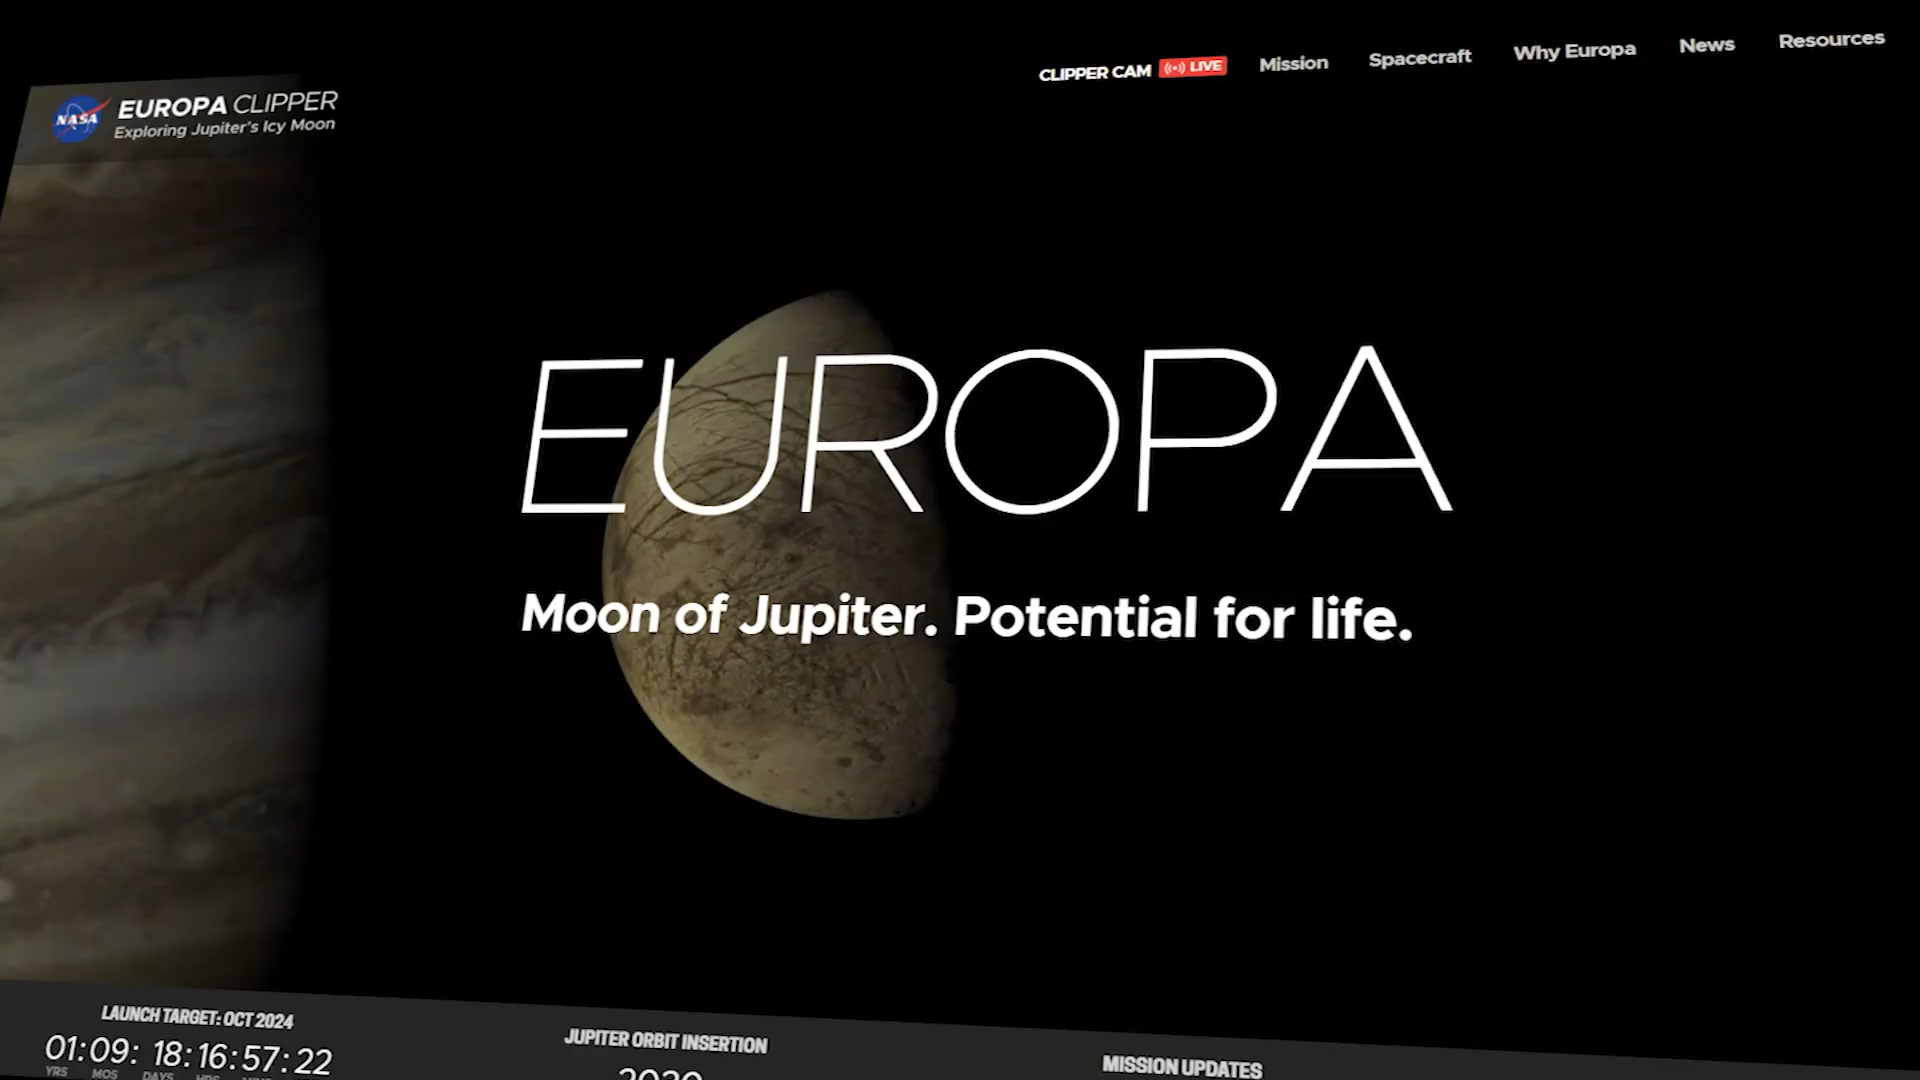 CLIPPER CAM LIVE Mission Spacecraft Why Europa News Resources
NASA
EUROPA CLIPPER
Exploring Jupiter's Icy Moon
EUROPA
Moon of Jupiter. Potential for life.
LAUNCH TARGET: OCT 2024
01:09: 18:16:57:22
YRS MOS DAYS HRS
JUPITER ORBIT INSERTION
MISSION UPDATES